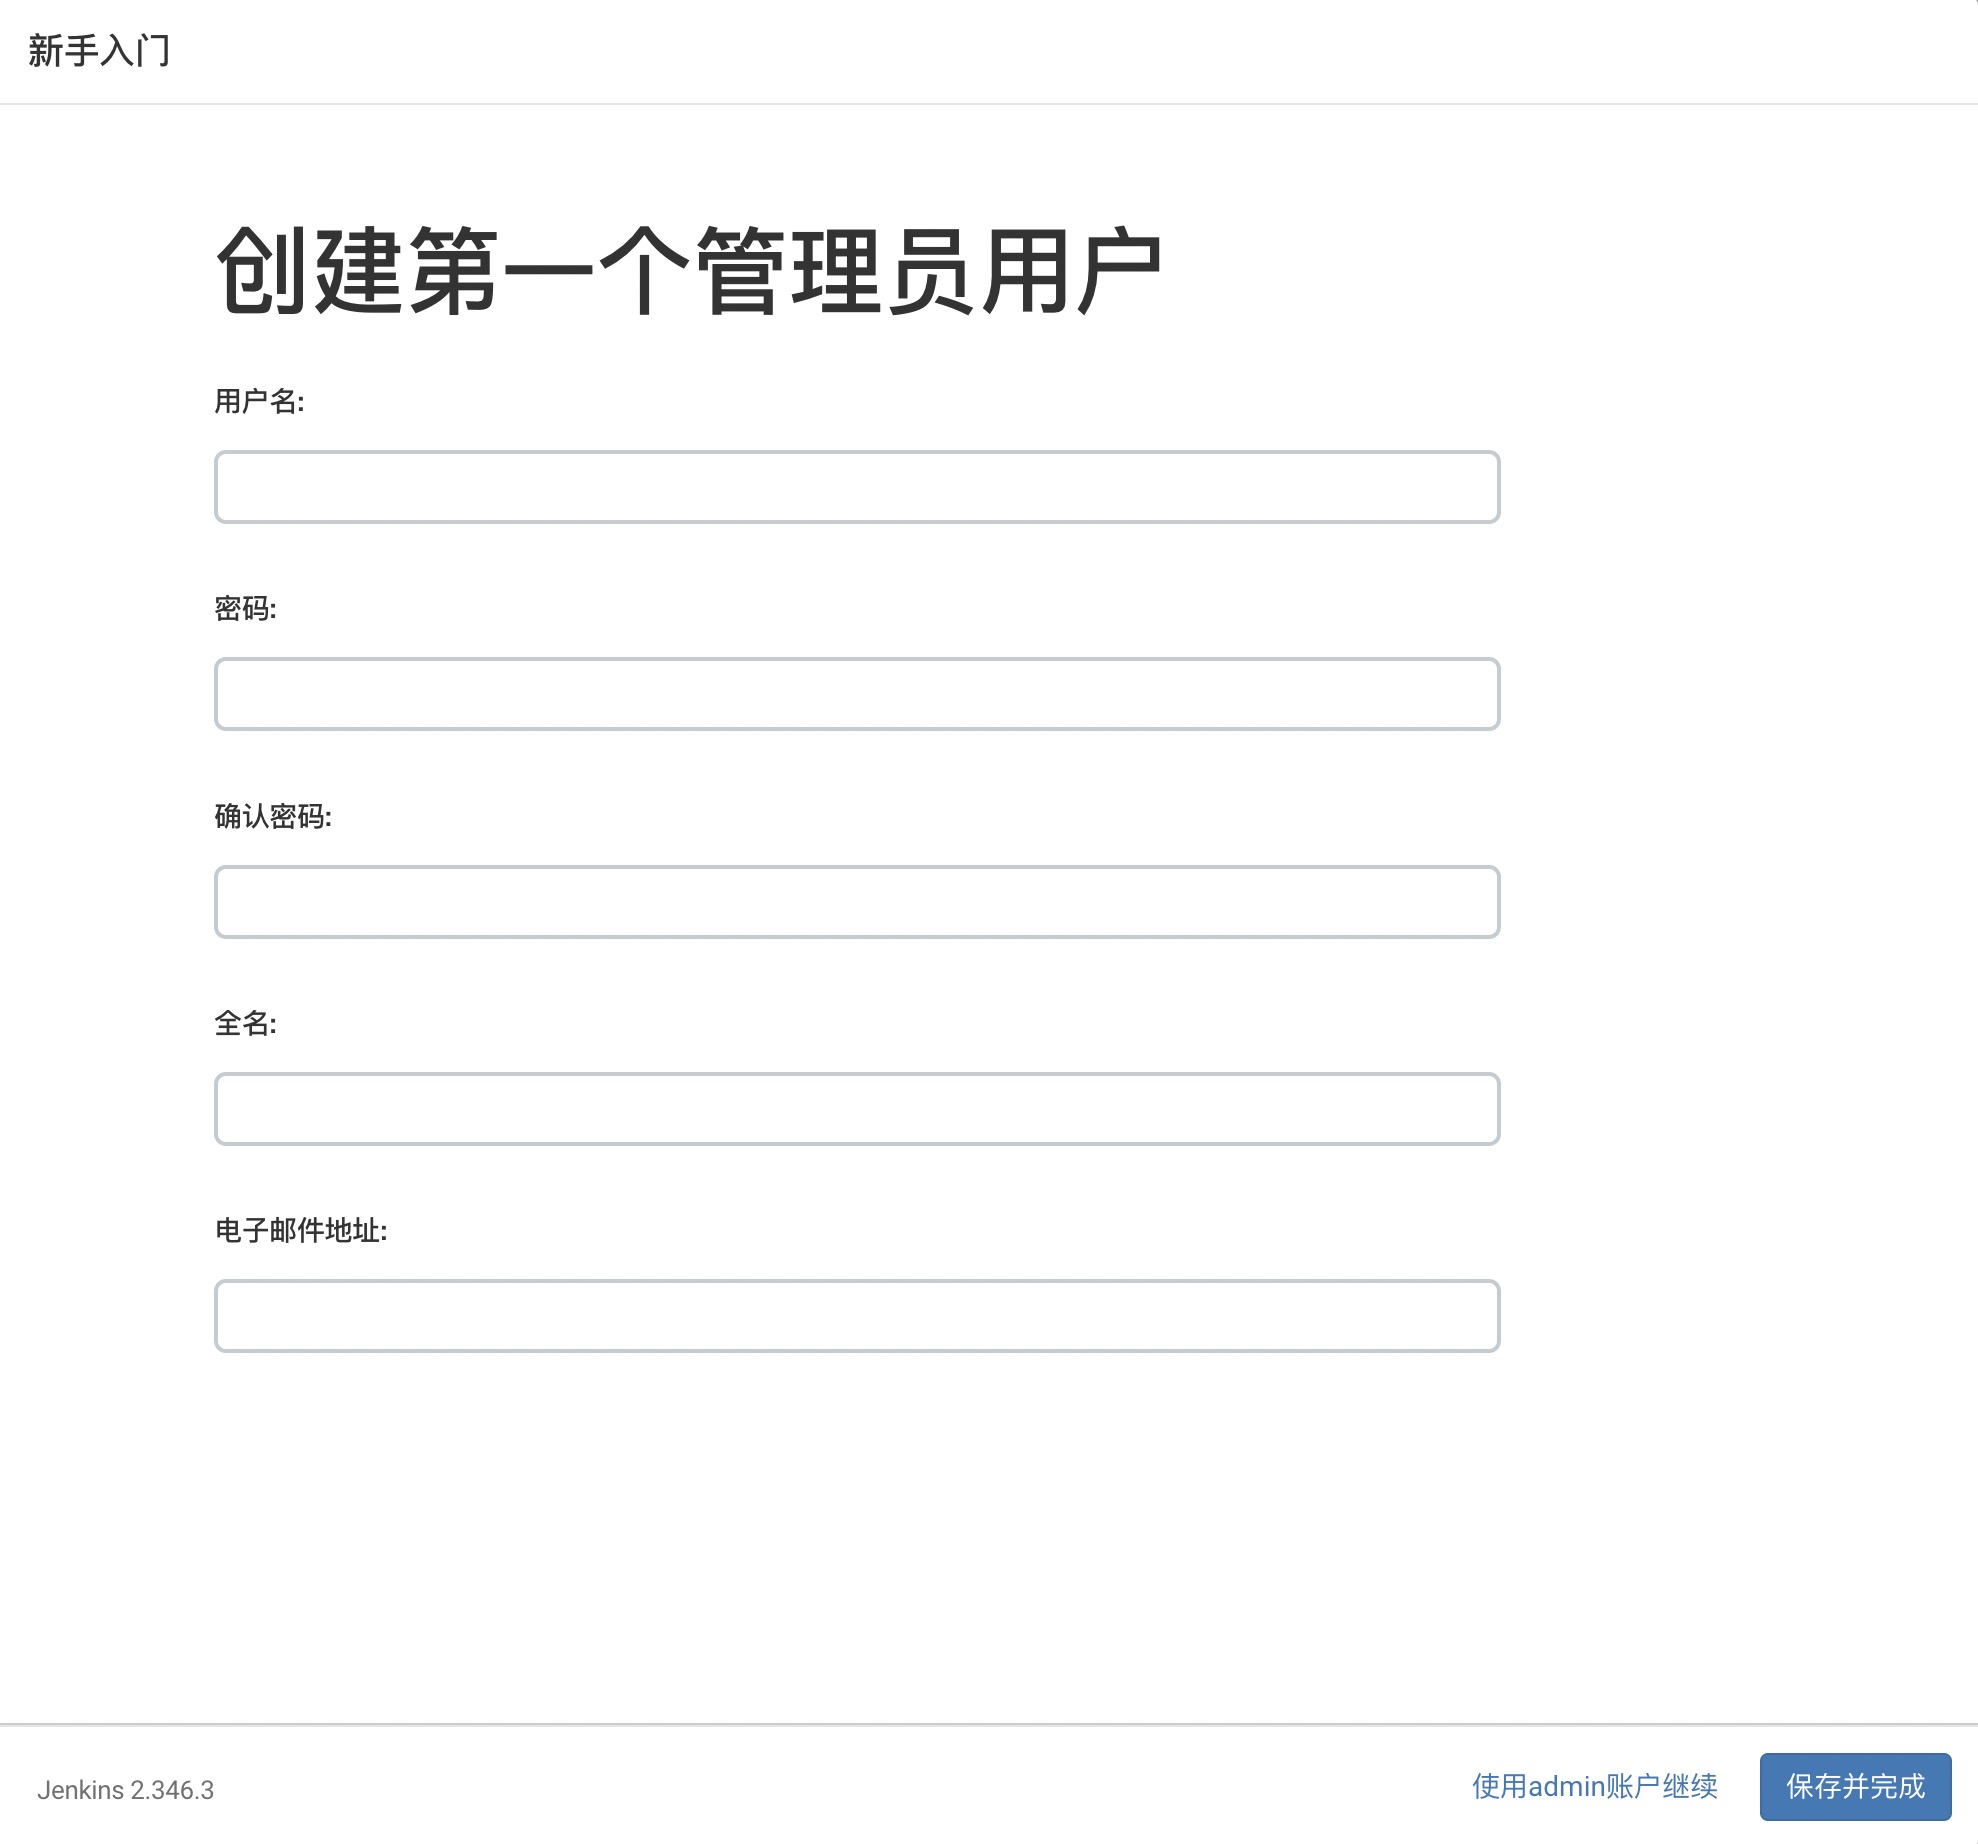 新手入门
创建第一个管理员用户
用户名:
密码:
确认密码:
全名:
电子邮件地址:
Jenkins 2.346.3
使用admin账户继续
保存并完成